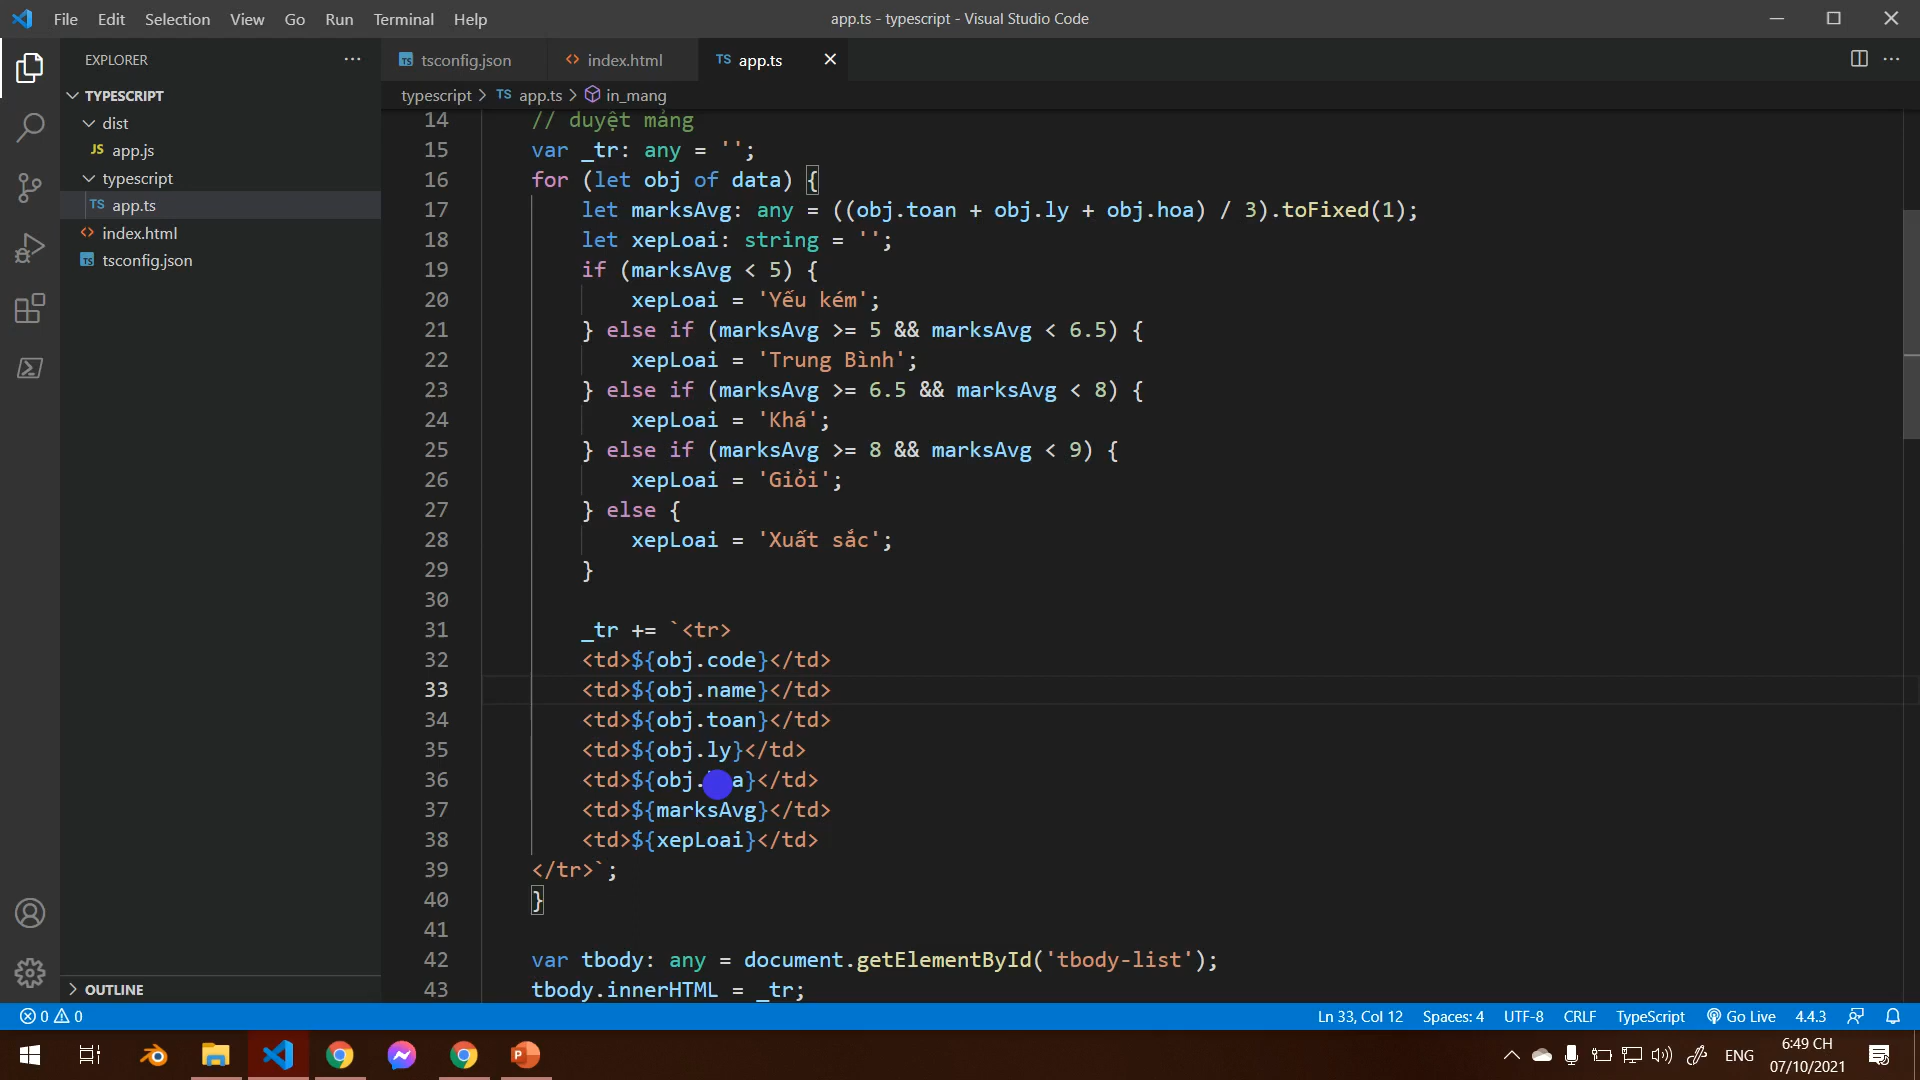 File Edit Selection View Go Run Terminal Help
app.ts - typescript - Visual Studio Code
EXPLORER
TYPESCRIPT
dist
JS app.js
typescript
TS app.ts
index.html
TS tsconfig.json
OUTLINE
TS tsconfig.json
index.html
TS app.ts
typescript > TS app.ts > in_mang
14 // duyệt mảng
15 var _tr: any = '';
16 for (let obj of data) {
17 let marksAvg: any = ((obj.toan + obj.ly + obj.hoa) / 3).toFixed(1);
18 let xepLoai: string = '';
19 if (marksAvg < 5) {
20 xepLoai = 'Yếu kém';
21 } else if (marksAvg >= 5 && marksAvg < 6.5) {
22 xepLoai = 'Trung Bình';
23 } else if (marksAvg >= 6.5 && marksAvg < 8) {
24 xepLoai = 'Khá';
25 } else if (marksAvg >= 8 && marksAvg < 9) {
26 xepLoai = 'Giỏi';
27 } else {
28 xepLoai = 'Xuất sắc';
29 }
30
31 _tr += `<tr>
32 <td>${obj.code}</td>
33 <td>${obj.name}</td>
34 <td>${obj.toan}</td>
35 <td>${obj.ly}</td>
36 <td>${obj. a}</td>
37 <td>${marksAvg}</td>
38 <td>${xepLoai}</td>
39 </tr>`;
40 }
41
42 var tbody: any = document.getElementById('tbody-list');
43 tbody.innerHTML = _tr;
0 0
Ln 33, Col 12 Spaces: 4 UTF-8 CRLF TypeScript Go Live 4.4.3
ENG
6:49 CH
07/10/2021